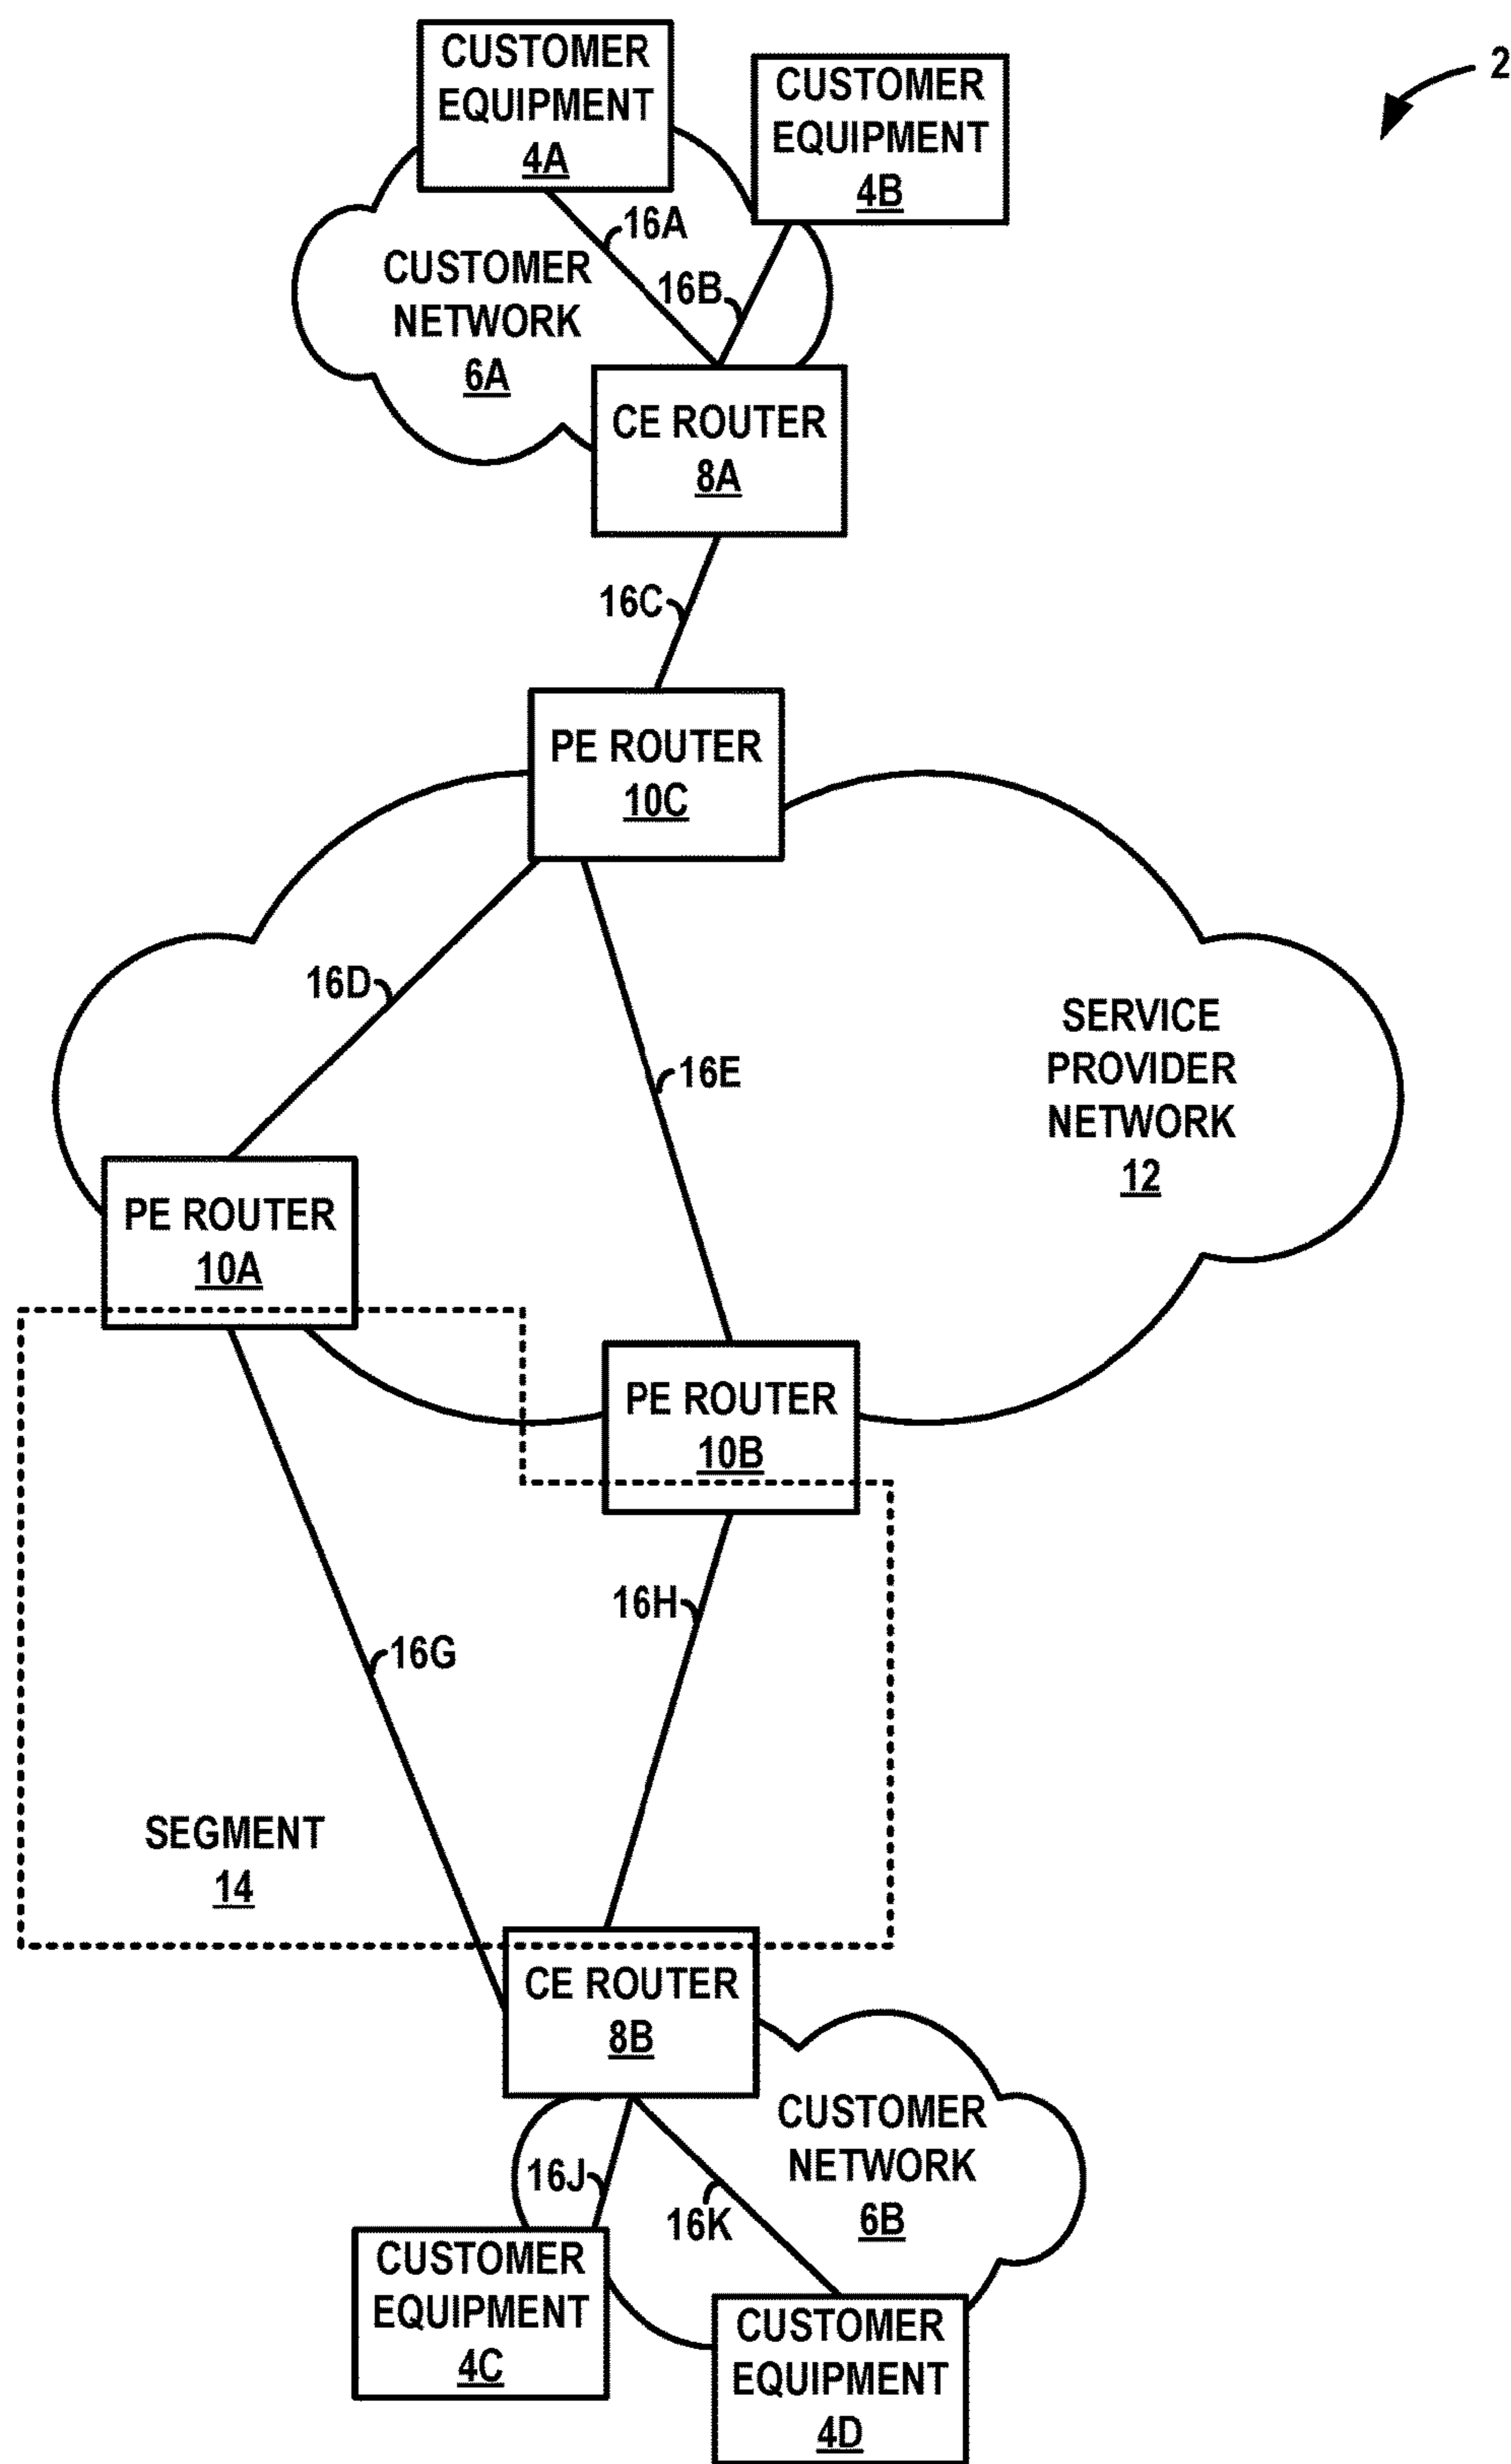 CUSTOMER
EQUIPMENT
4A
CUSTOMER
EQUIPMENT
4B
2
16A
16B
CUSTOMER
NETWORK
6A
CE ROUTER
8A
16C
PE ROUTER
10C
16D
16E
SERVICE
PROVIDER
NETWORK
12
PE ROUTER
10A
PE ROUTER
10B
16H
16G
SEGMENT
14
CE ROUTER
8B
16J
16K
CUSTOMER
NETWORK
6B
CUSTOMER
EQUIPMENT
4C
CUSTOMER
EQUIPMENT
4D